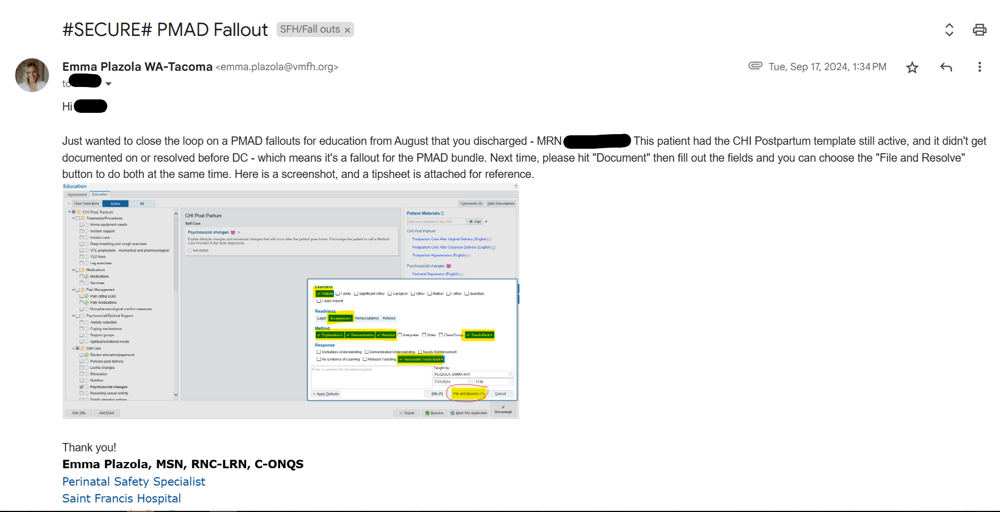 #SECURE# PMAD Fallout SFH/Fall outs ×
Emma Plazola WA-Tacoma <emma.plazola@vmfh.org> Tue, Sep 17, 2024, 1:34 PM
to
Hi
Just wanted to close the loop on a PMAD fallouts for education from August that you discharged - MRN This patient had the CHI Postpartum template still active, and it didn't get
documented on or resolved before DC - which means it's a fallout for the PMAD bundle. Next time, please hit "Document" then fill out the fields and you can choose the "File and Resolve"
button to do both at the same time. Here is a screenshot, and a tipsheet is attached for reference.
Education
Assessment Education
Clear Selections Active All
Comments (0) Hide Descriptions
CHI Post Partum
Treatments/Procedures
Home equipment needs
Incision support
Incision care
Deep breathing and cough exercises
VTE prophylaxis - mechanical and pharmacological
TED hose
Leg exercises
Medications
Medications
Vaccines
Pain Management
Pain rating scale
Pain medications
Non-pharmacological comfort measures
Psychosocial/Spiritual Support
Anxiety reduction
Coping mechanisms
Support groups
Spiritual/emotional needs
Self Care
Review education/paperwork
Pericare post delivery
Lochia changes
Elimination
Nutrition
Psychosocial changes
Resuming sexual activity
Family planning options
CHI Post Partum
Self-Care
Psychosocial changes
Explain lifestyle changes and emotional changes that will occur after the patient goes home. Encourage the patient to call a Medical
Care Provider if she feels depressed.
Not started
Patient Materials
Add new material to the AVS Add
CHI Post Partum
Postpartum Care After Vaginal Delivery (English)
Postpartum Care After Cesarean Delivery (English)
Postpartum Hypertension (English)
Psychosocial changes
Perinatal Depression (English)
Learners
Patient Family Significant Other Caregiver Other Mother Father Guardian
Foster Parent
Readiness
Eager Acceptance Nonacceptance Refuses
Method
Explanation Demonstration Handout Interpreter Video Class/Group Teach-Back
Response
Verbalizes Understanding Demonstrated Understanding Needs Reinforcement
No Evidence of Learning Refused Teaching Successful Teach-Back
Enter a comment for all selected points
Taught by
PLAZOLA, EMMA KAY
7/31/2024 1136
Apply Defaults File (1) File and Resolve (1) Cancel
Add Title Add Point Delete Resolve Mark Not Applicable Document
Thank you!
Emma Plazola, MSN, RNC-LRN, C-ONQS
Perinatal Safety Specialist
Saint Francis Hospital